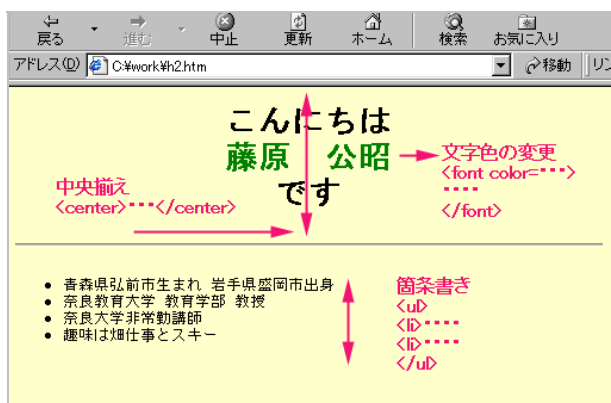 戻る 進む 中止 更新 ホーム 検索 お気に入り
アドレス(D) C:¥work¥h2.htm 移動 リン
こんにちは
藤原 公昭
です
文字色の変更
<font color=･･･>
････
</font>
中央揃え
<center>･･･</center>
● 青森県弘前市生まれ 岩手県盛岡市出身
● 奈良教育大学 教育学部 教授
● 奈良大学非常勤講師
● 趣味は畑仕事とスキー
箇条書き
<ul>
<li>････
<li>････
</ul>